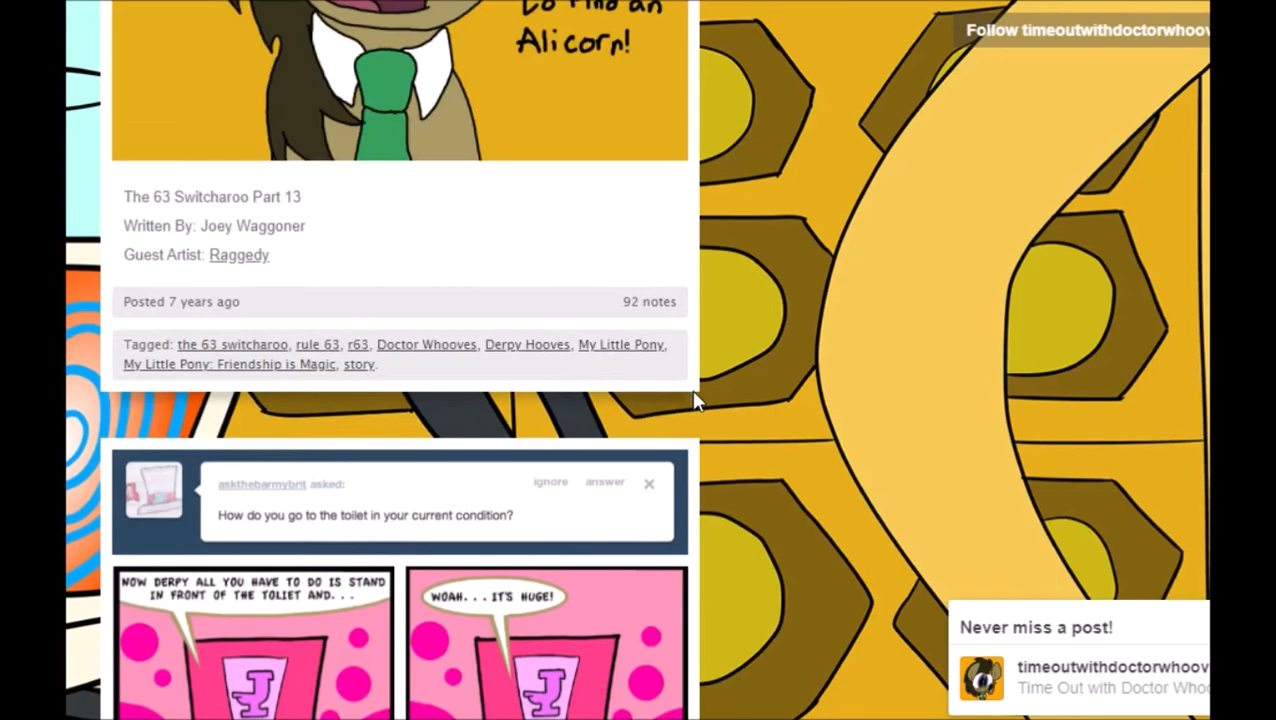 Alicorn!
Follow timeoutwithdoctorwhoov
The 63 Switcharoo Part 13
Written By: Joey Waggoner
Guest Artist: Raggedy
Posted 7 years ago 92 notes
Tagged: the 63 switcharoo, rule 63, r63, Doctor Whooves, Derpy Hooves, My Little Pony,
My Little Pony: Friendship is Magic, story.
askthebarmybrit asked: ignore answer
How do you go to the toilet in your current condition?
NOW DERPY ALL YOU HAVE TO DO IS STAND
IN FRONT OF THE TOLIET AND...
WOAH...IT'S HUGE!
Never miss a post!
timeoutwithdoctorwhoov
Time Out with Doctor Whoo